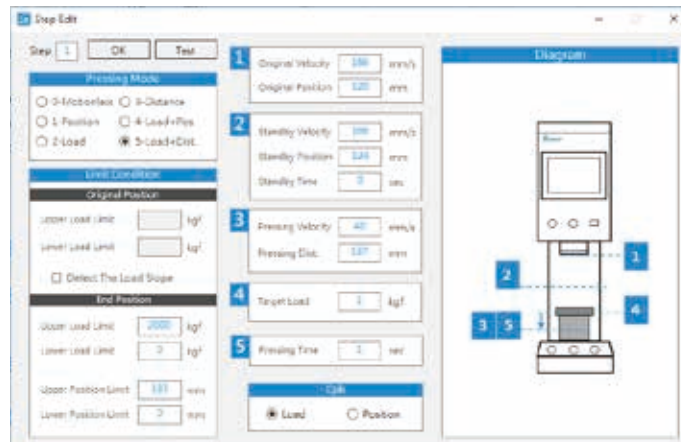 Step Edit
Step 1 OK Test
Pressing Mode
0-Motionless 3-Distance
1-Position 4-Load+Pos.
2-Load 5-Load+Dist.
Limit Condition
Original Position
Upper Load Limit kgf
Lower Load Limit kgf
Detect The Load Slope
End Position
Upper Load Limit 2000 kgf
Lower Load Limit 0 kgf
Upper Position Limit mm
Lower Position Limit 0 mm
1
Original Velocity mm/s
Original Position 120 mm
2
Standby Velocity mm/s
Standby Position mm
Standby Time 0 sec
3
Pressing Velocity 40 mm/s
Pressing Dist. mm
4
Target Load 1 kgf
5
Pressing Time 1 sec
Cpk
Load Position
Diagram
1
2
4
3 5